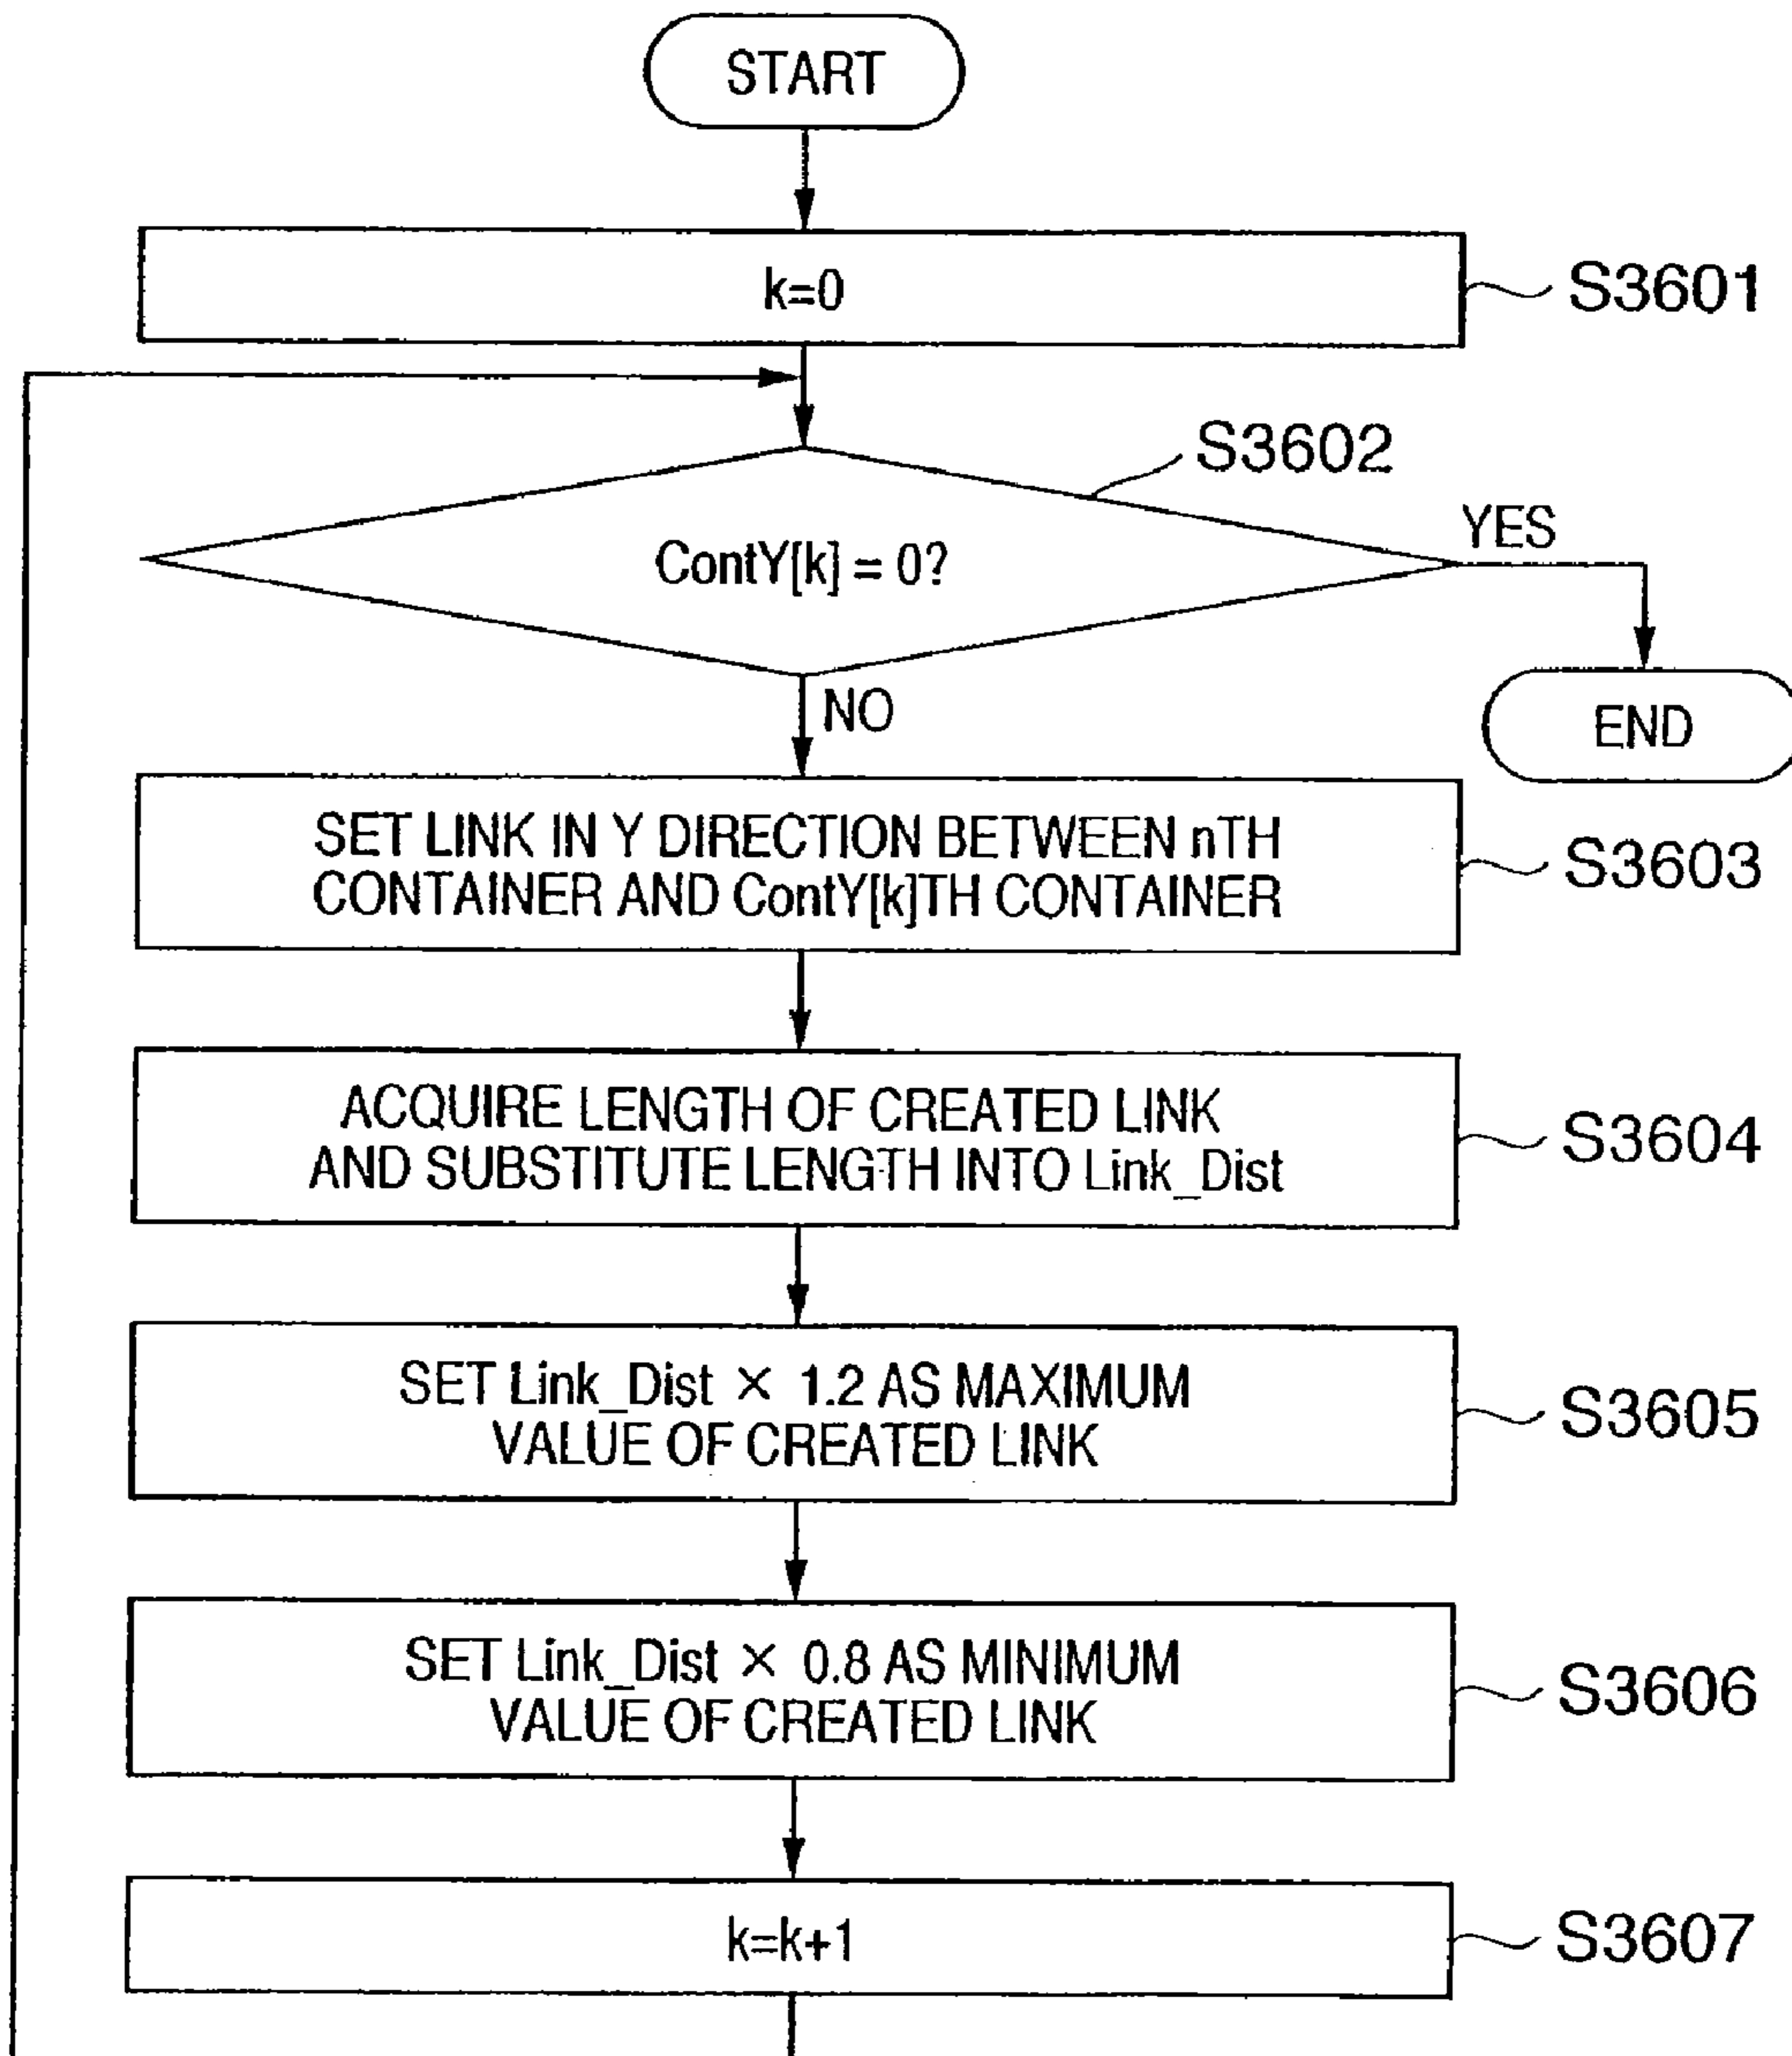 START
k=0
S3601
S3602
ContY[k] = 0?
YES
END
NO
SET LINK IN Y DIRECTION BETWEEN nTH
CONTAINER AND ContY[k]TH CONTAINER
S3603
ACQUIRE LENGTH OF CREATED LINK
AND SUBSTITUTE LENGTH INTO Link_Dist
S3604
SET Link_Dist × 1.2 AS MAXIMUM
VALUE OF CREATED LINK
S3605
SET Link_Dist × 0.8 AS MINIMUM
VALUE OF CREATED LINK
S3606
k=k+1
S3607